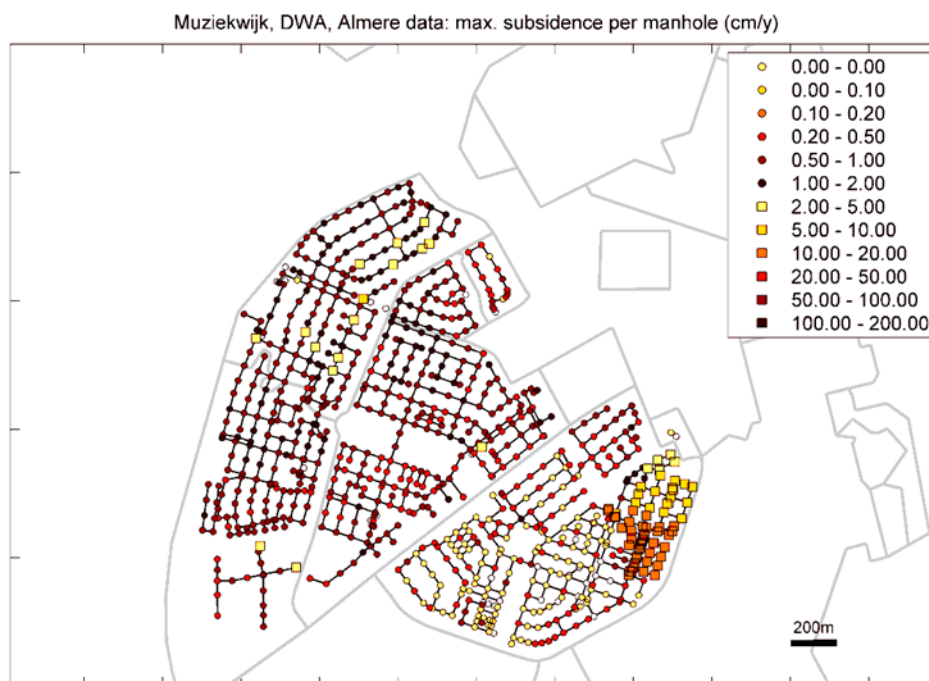 Muziekwijk, DWA, Almere data: max. subsidence per manhole (cm/y)
0.00 - 0.00
0.00 - 0.10
0.10 - 0.20
0.20 - 0.50
0.50 - 1.00
1.00 - 2.00
2.00 - 5.00
5.00 - 10.00
10.00 - 20.00
20.00 - 50.00
50.00 - 100.00
100.00 - 200.00
200m